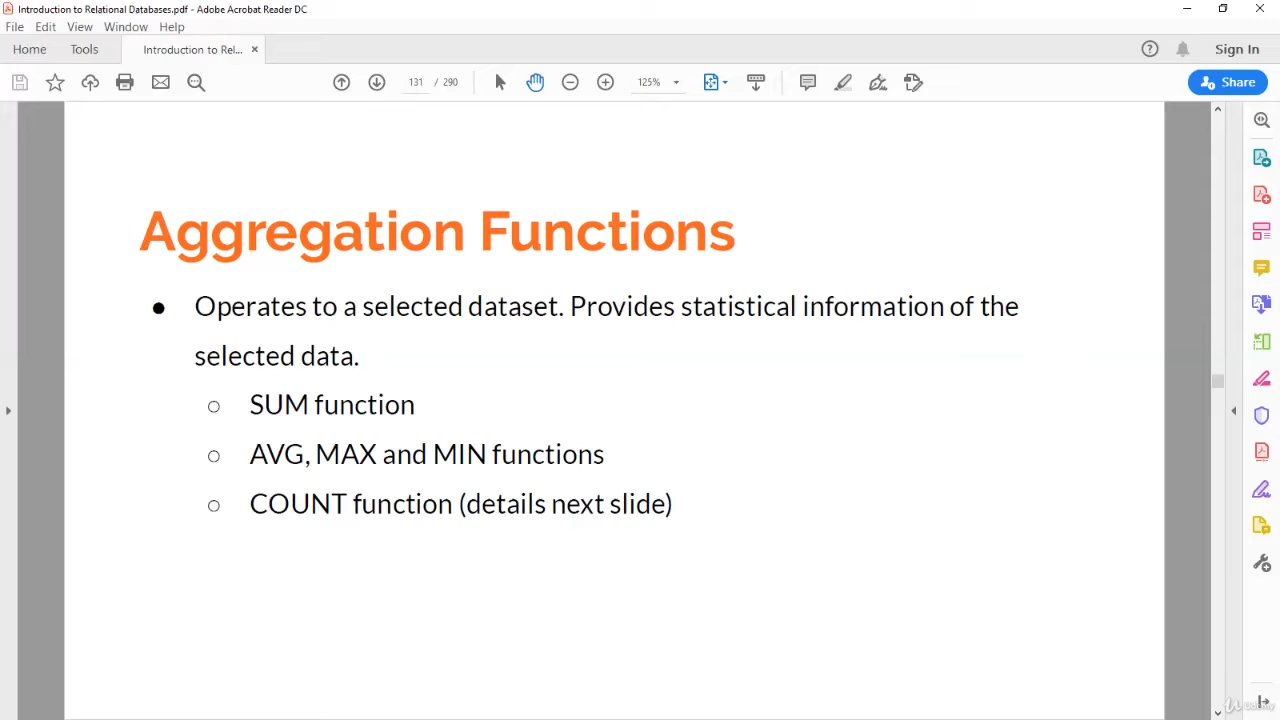 Introduction to Relational Databases.pdf - Adobe Acrobat Reader DC
File Edit View Window Help
Home Tools Introduction to Rel... × Sign In
131 / 290 125% Share
Aggregation Functions
● Operates to a selected dataset. Provides statistical information of the
selected data.
○ SUM function
○ AVG, MAX and MIN functions
○ COUNT function (details next slide)
Udemy